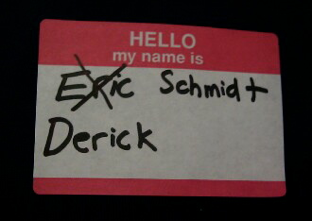 HELLO
my name is
Eric Schmidt
Derick